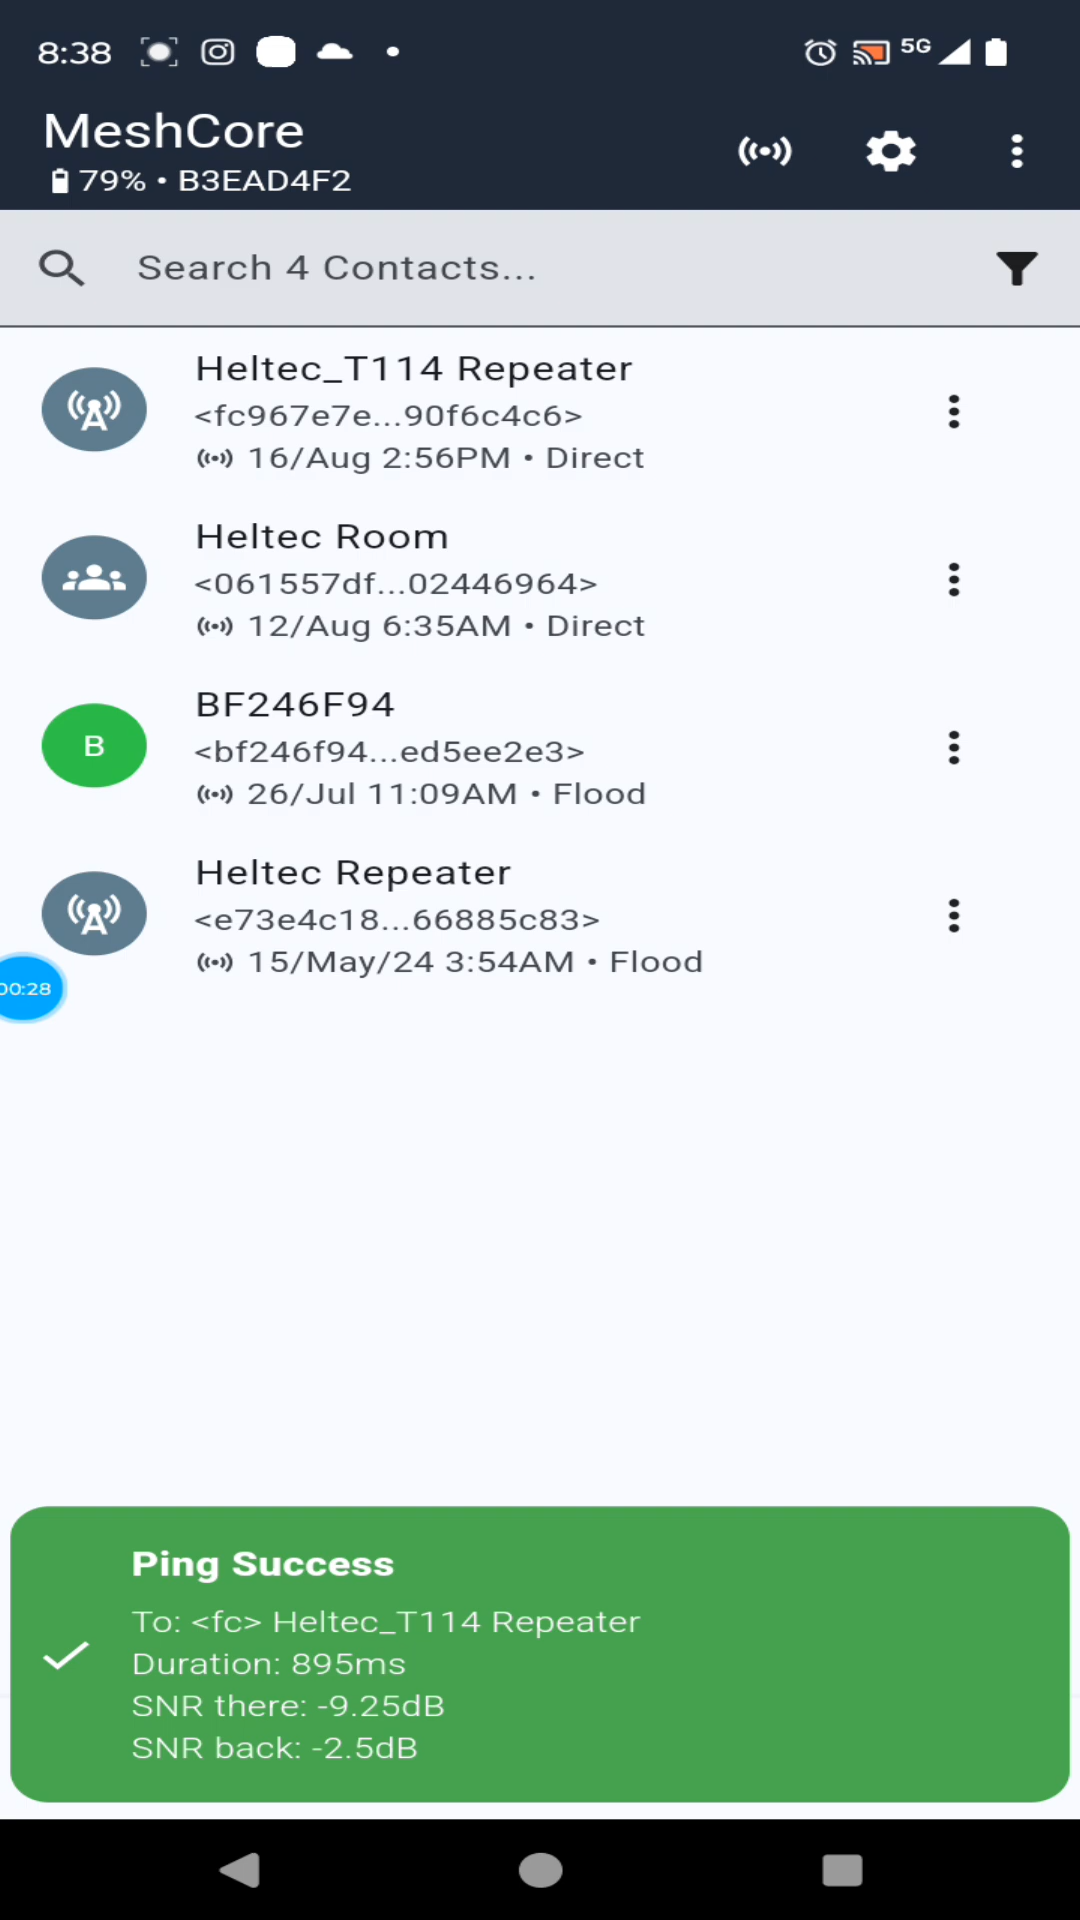 8:38
5G
MeshCore
79% • B3EAD4F2
Search 4 Contacts...
Heltec_T114 Repeater
<fc967e7e...90f6c4c6>
16/Aug 2:56PM • Direct
Heltec Room
<061557df...02446964>
12/Aug 6:35AM • Direct
B
BF246F94
<bf246f94...ed5ee2e3>
26/Jul 11:09AM • Flood
Heltec Repeater
<e73e4c18...66885c83>
15/May/24 3:54AM • Flood
00:28
Ping Success
To: <fc> Heltec_T114 Repeater
Duration: 895ms
SNR there: -9.25dB
SNR back: -2.5dB